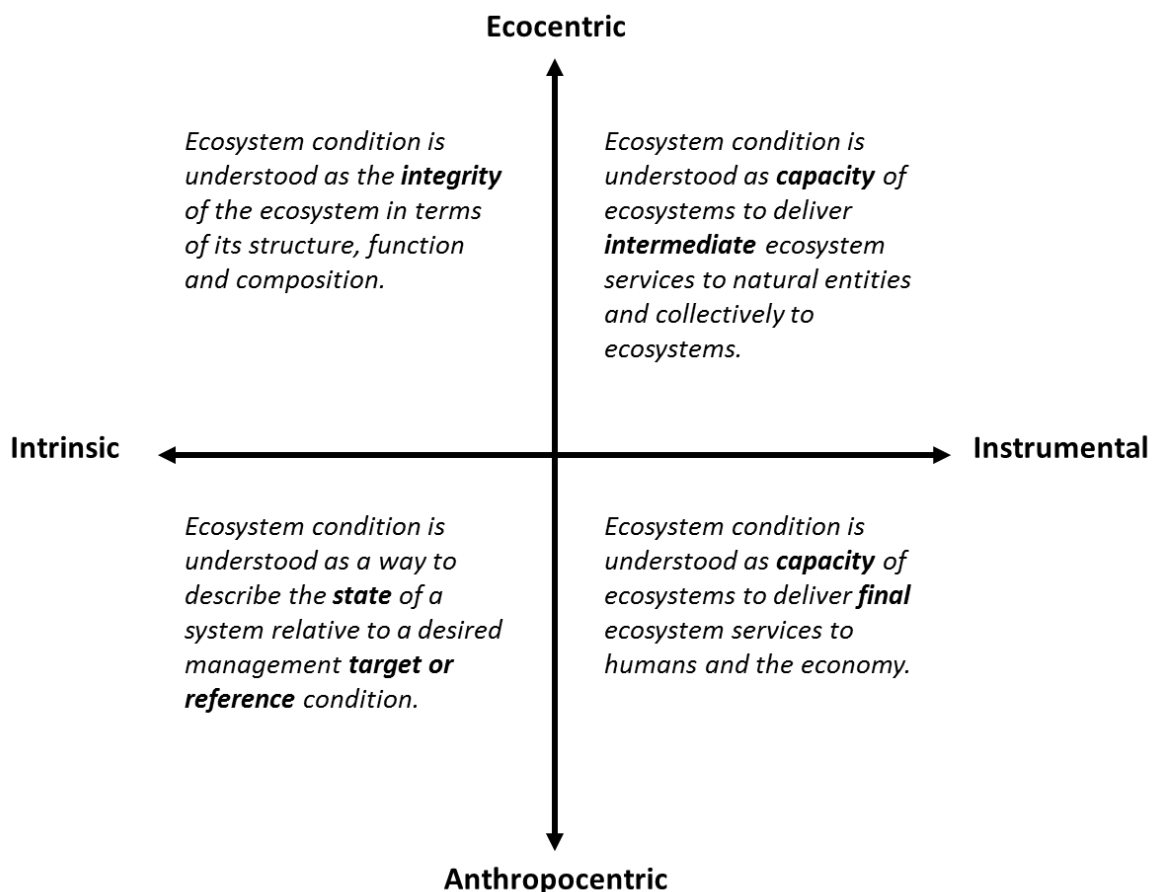 Ecocentric
Ecosystem condition is
understood as the integrity
of the ecosystem in terms
of its structure, function
and composition.
Ecosystem condition is
understood as capacity of
ecosystems to deliver
intermediate ecosystem
services to natural entities
and collectively to
ecosystems.
Intrinsic
Instrumental
Ecosystem condition is
understood as a way to
describe the state of a
system relative to a desired
management target or
reference condition.
Ecosystem condition is
understood as capacity of
ecosystems to deliver final
ecosystem services to
humans and the economy.
Anthropocentric